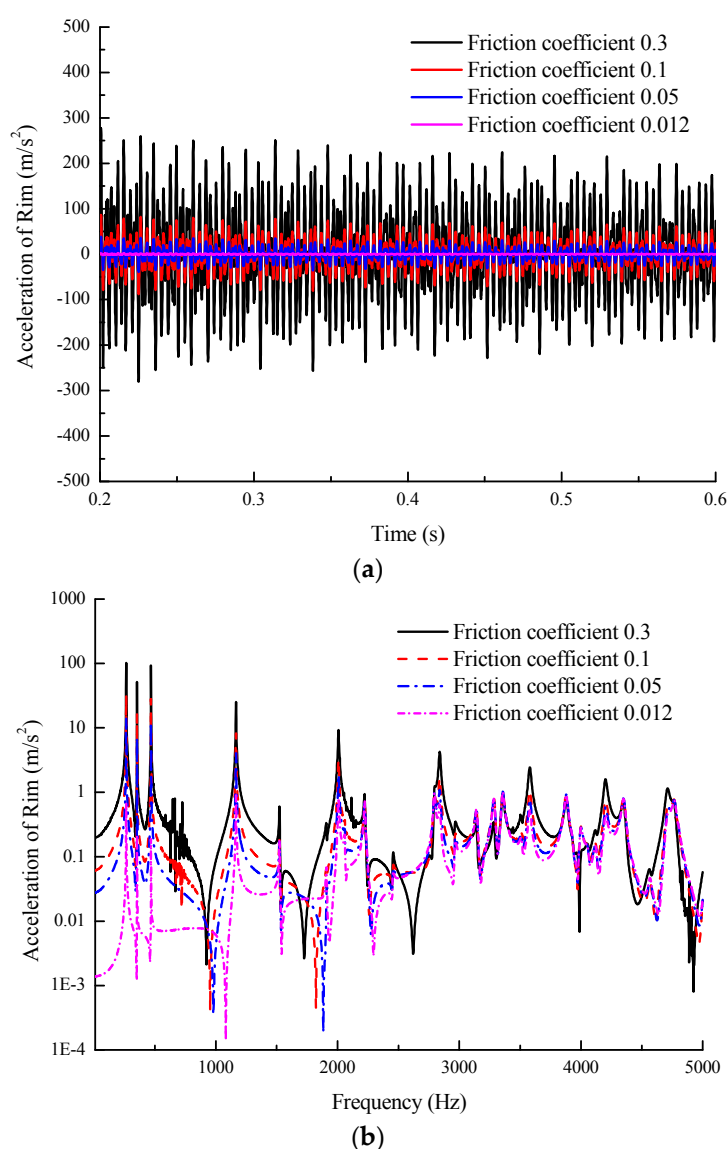 500
400
300
200
100
0
-100
-200
-300
-400
-500
Acceleration of Rim (m/s²)
Friction coefficient 0.3
Friction coefficient 0.1
Friction coefficient 0.05
Friction coefficient 0.012
0.2 0.3 0.4 0.5 0.6
Time (s)
(a)
1000
100
10
1
0.1
0.01
1E-3
1E-4
Acceleration of Rim (m/s²)
Friction coefficient 0.3
Friction coefficient 0.1
Friction coefficient 0.05
Friction coefficient 0.012
1000 2000 3000 4000 5000
Frequency (Hz)
(b)